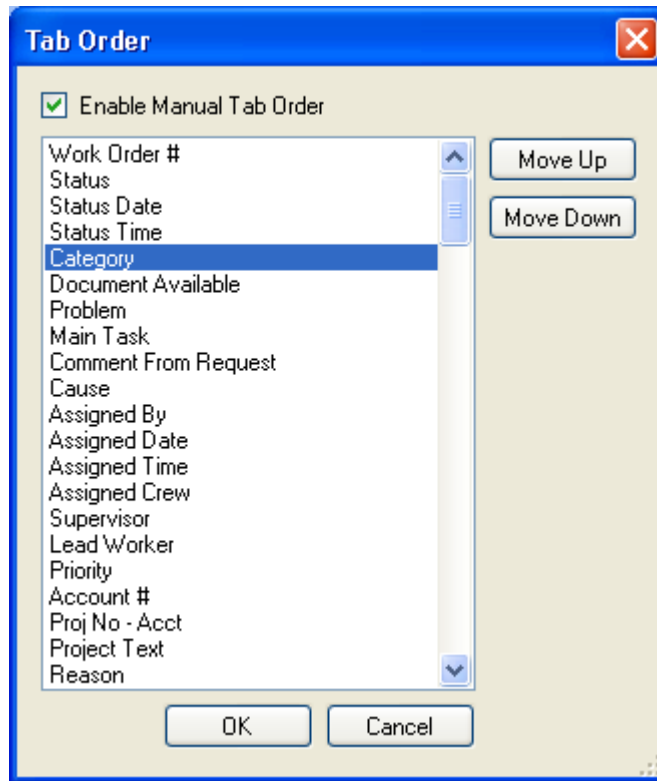 Tab Order
Enable Manual Tab Order
Work Order #
Status
Status Date
Status Time
Category
Document Available
Problem
Main Task
Comment From Request
Cause
Assigned By
Assigned Date
Assigned Time
Assigned Crew
Supervisor
Lead Worker
Priority
Account #
Proj No - Acct
Project Text
Reason
Move Up
Move Down
OK
Cancel